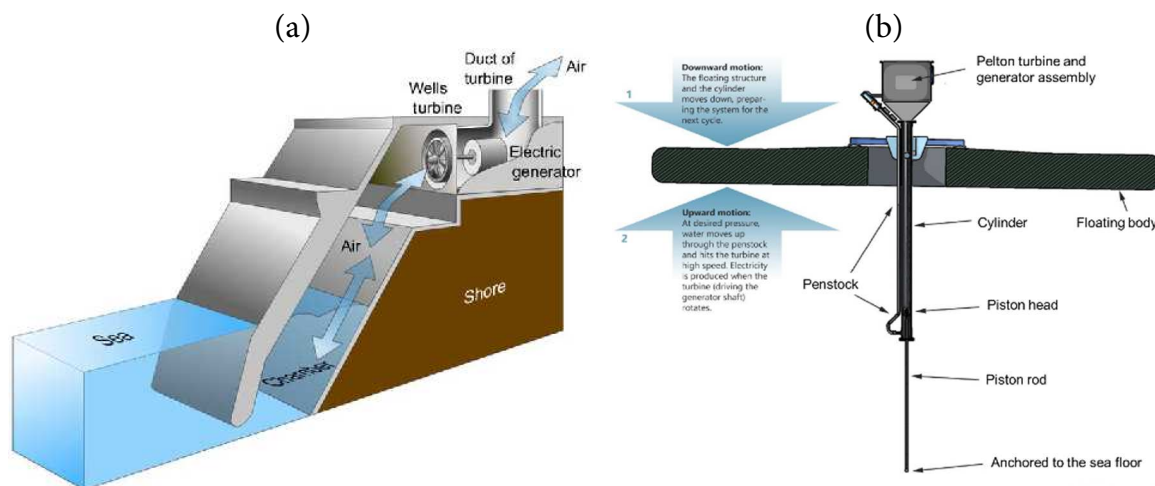 (a)
Duct of
turbine
Air
Wells
turbine
Electric
generator
Air
Sea
Chamber
Shore
(b)
1
Downward motion:
The floating structure
and the cylinder
moves down, prepar-
ing the system for the
next cycle.
2
Upward motion:
At desired pressure,
water moves up
through the penstock
and hits the turbine at
high speed. Electricity
is produced when the
turbine (driving the
generator shaft)
rotates.
Pelton turbine and
generator assembly
Floating body
Cylinder
Penstock
Piston head
Piston rod
Anchored to the sea floor